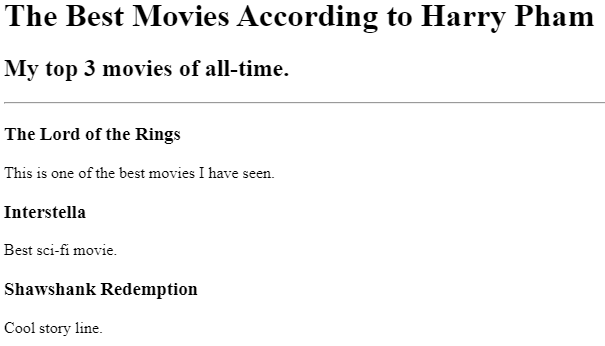 The Best Movies According to Harry Pham
My top 3 movies of all-time.
The Lord of the Rings
This is one of the best movies I have seen.
Interstella
Best sci-fi movie.
Shawshank Redemption
Cool story line.